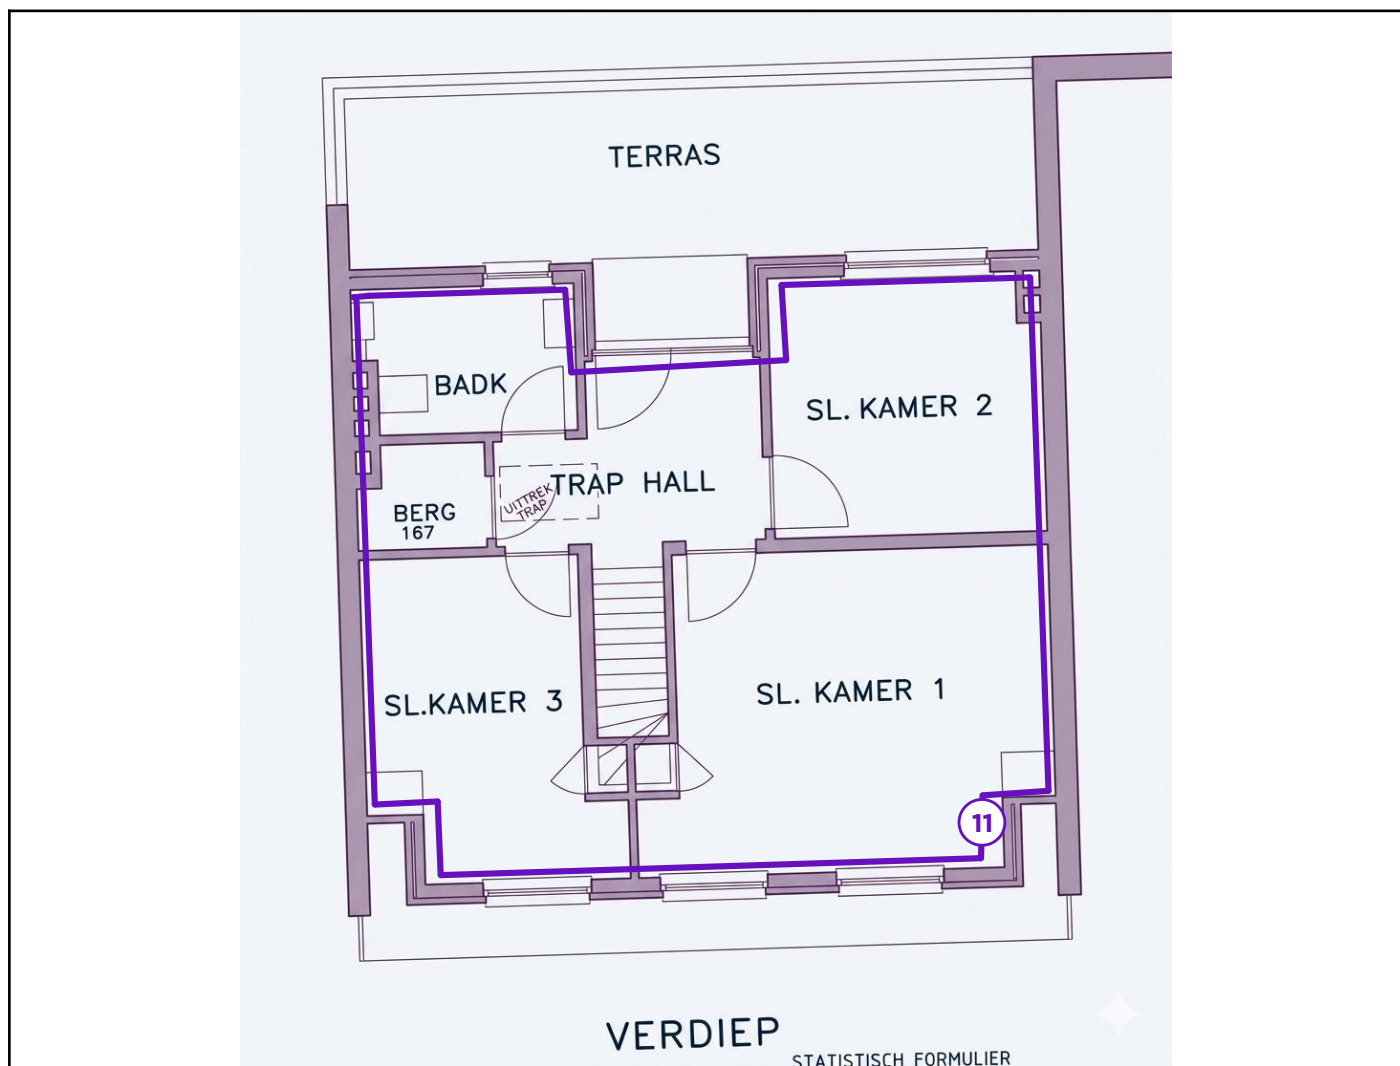 TERRAS
BADK
SL. KAMER 2
TRAP HALL
UITTREK
TRAP
BERG
167
SL.KAMER 3
SL. KAMER 1
11
VERDIEP
STATISTISCH FORMULIER